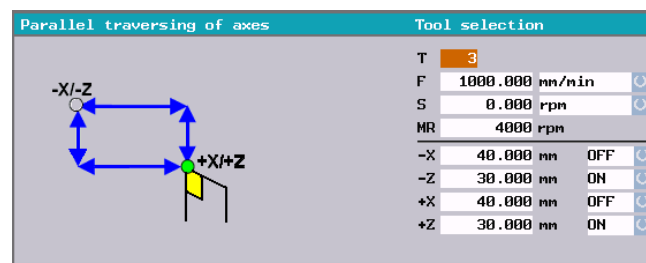 Parallel traversing of axes
Tool selection
-X/-Z
+X/+Z
T 3
F 1000.000 mm/min
S 0.000 rpm
MR 4000 rpm
-X 40.000 mm OFF
-Z 30.000 mm ON
+X 40.000 mm OFF
+Z 30.000 mm ON